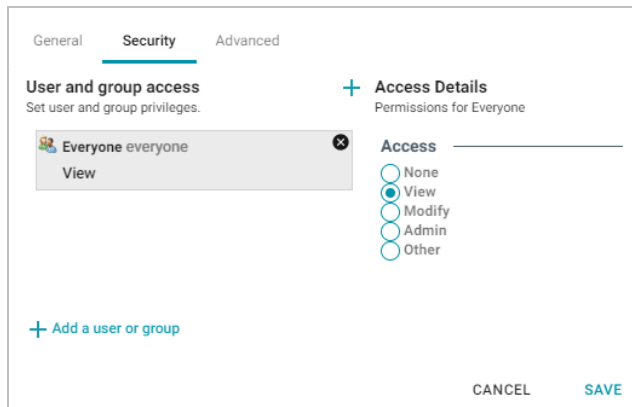 General Security Advanced
User and group access
Set user and group privileges.
Everyone everyone
View
Add a user or group
Access Details
Permissions for Everyone
Access
None
View
Modify
Admin
Other
CANCEL SAVE